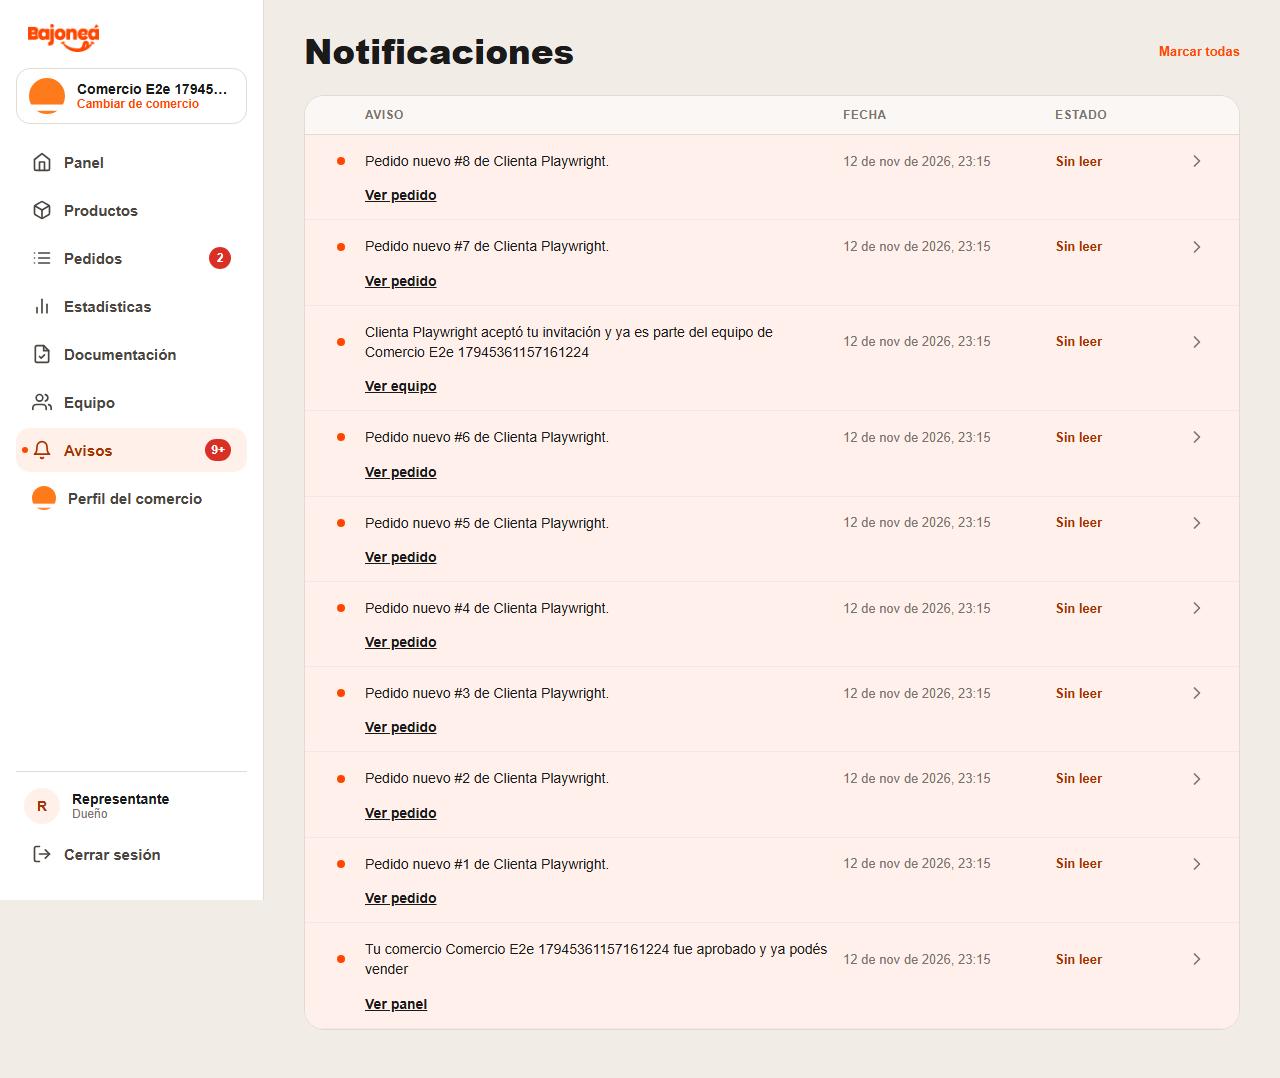 Bajoneá
Comercio E2e 17945...
Cambiar de comercio
Panel
Productos
Pedidos 2
Estadísticas
Documentación
Equipo
Avisos 9+
Perfil del comercio
R
Representante
Dueño
Cerrar sesión
Notificaciones
Marcar todas
AVISO FECHA ESTADO
Pedido nuevo #8 de Clienta Playwright. 12 de nov de 2026, 23:15 Sin leer
Ver pedido
Pedido nuevo #7 de Clienta Playwright. 12 de nov de 2026, 23:15 Sin leer
Ver pedido
Clienta Playwright aceptó tu invitación y ya es parte del equipo de
Comercio E2e 17945361157161224 12 de nov de 2026, 23:15 Sin leer
Ver equipo
Pedido nuevo #6 de Clienta Playwright. 12 de nov de 2026, 23:15 Sin leer
Ver pedido
Pedido nuevo #5 de Clienta Playwright. 12 de nov de 2026, 23:15 Sin leer
Ver pedido
Pedido nuevo #4 de Clienta Playwright. 12 de nov de 2026, 23:15 Sin leer
Ver pedido
Pedido nuevo #3 de Clienta Playwright. 12 de nov de 2026, 23:15 Sin leer
Ver pedido
Pedido nuevo #2 de Clienta Playwright. 12 de nov de 2026, 23:15 Sin leer
Ver pedido
Pedido nuevo #1 de Clienta Playwright. 12 de nov de 2026, 23:15 Sin leer
Ver pedido
Tu comercio Comercio E2e 17945361157161224 fue aprobado y ya podés
vender 12 de nov de 2026, 23:15 Sin leer
Ver panel